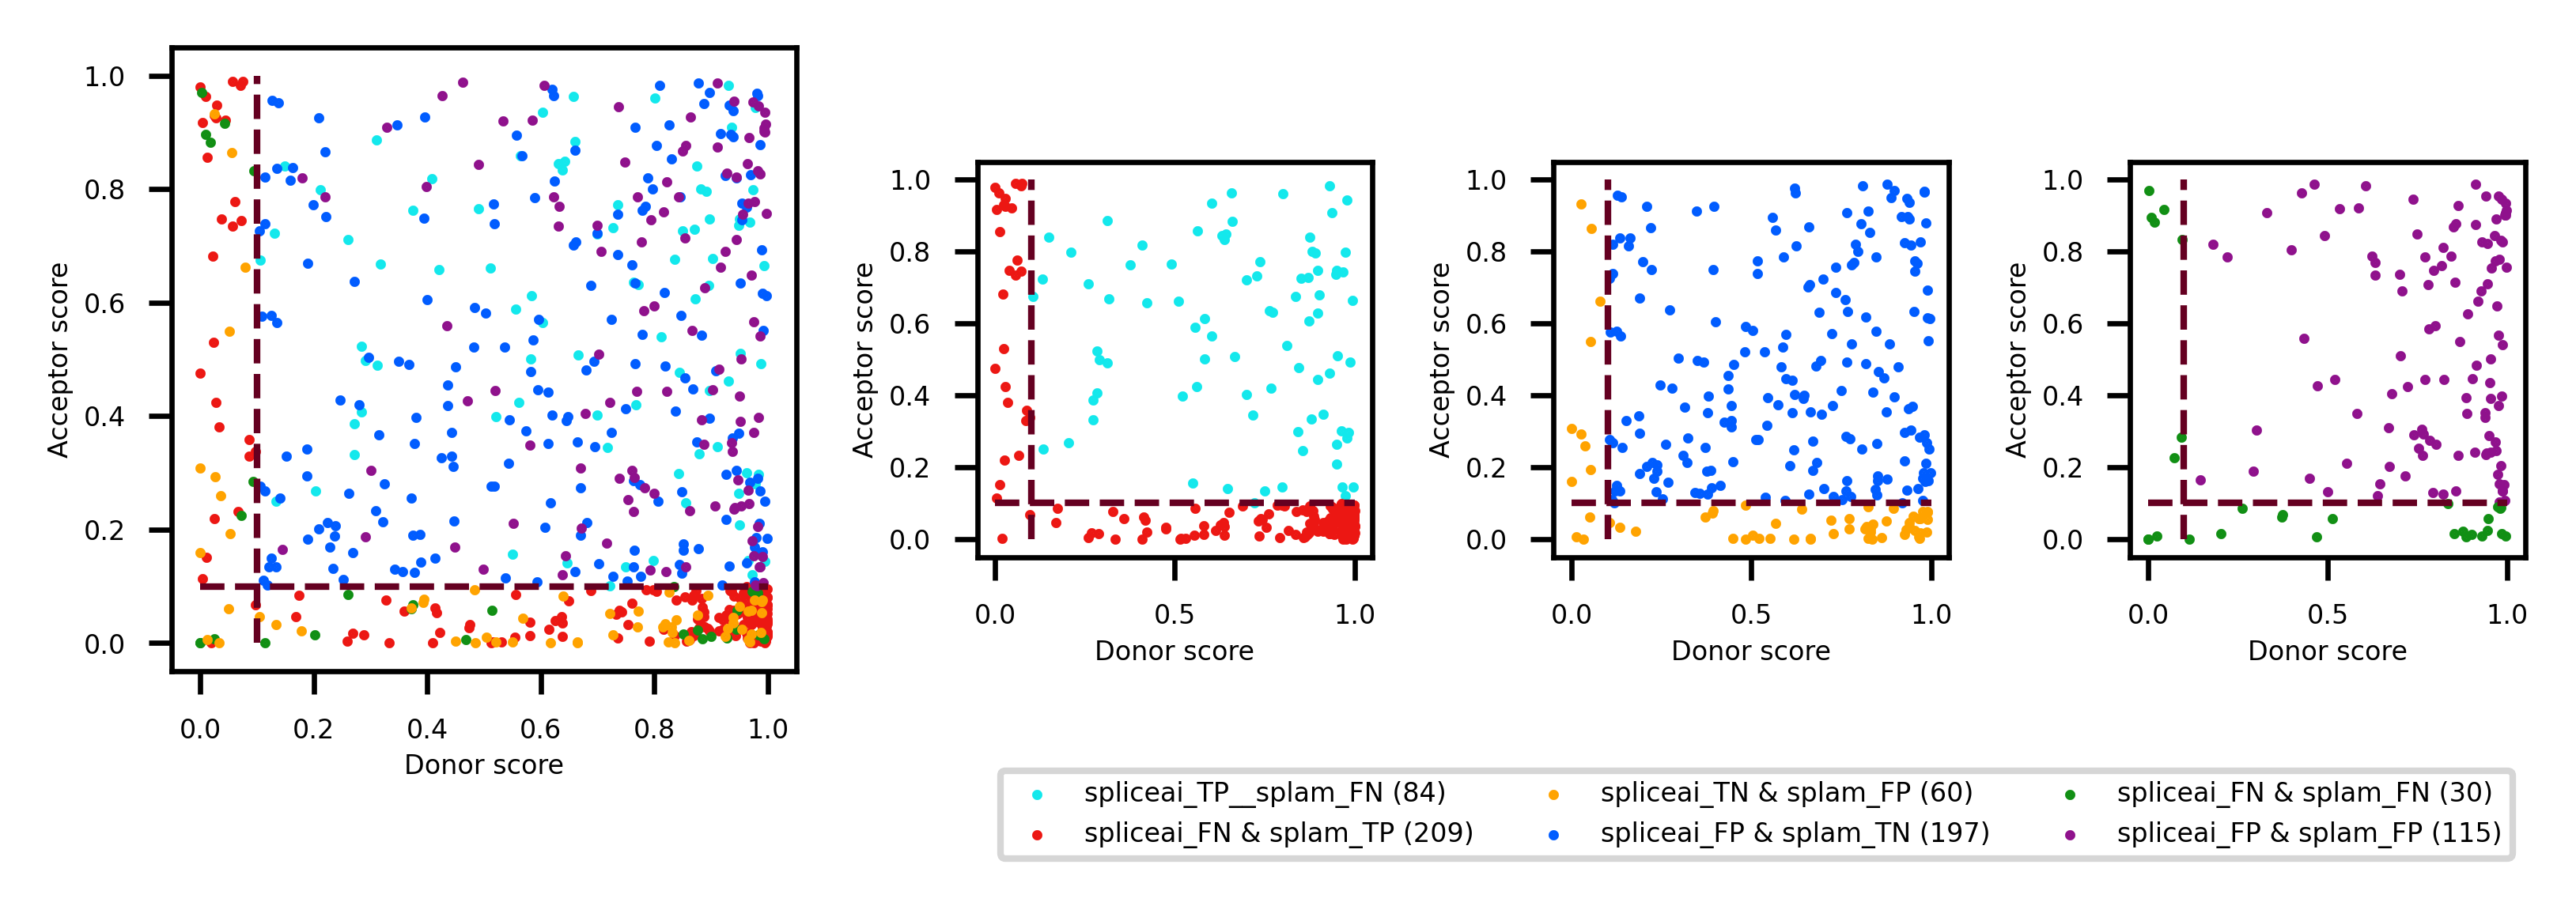 1.0
0.8
0.6
0.4
0.2
0.0
Acceptor score
0.0 0.2 0.4 0.6 0.8 1.0
Donor score
1.0
0.8
0.6
0.4
0.2
0.0
Acceptor score
0.0 0.5 1.0
Donor score
1.0
0.8
0.6
0.4
0.2
0.0
Acceptor score
0.0 0.5 1.0
Donor score
1.0
0.8
0.6
0.4
0.2
0.0
Acceptor score
0.0 0.5 1.0
Donor score
spliceai_TP__splam_FN (84)
spliceai_FN & splam_TP (209)
spliceai_TN & splam_FP (60)
spliceai_FP & splam_TN (197)
spliceai_FN & splam_FN (30)
spliceai_FP & splam_FP (115)